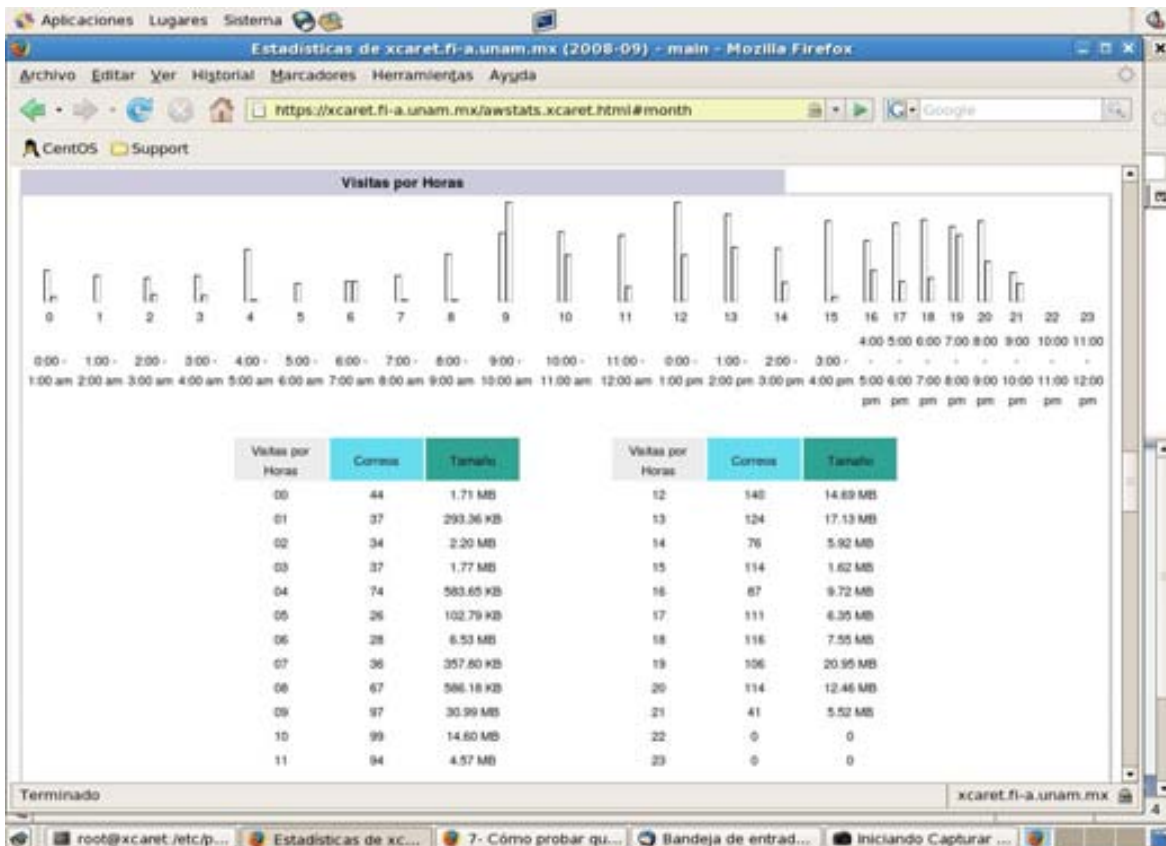 Aplicaciones Lugares Sistema
Estadísticas de xcaret.fi-a.unam.mx (2008-09) - main - Mozilla Firefox
Archivo Editar Ver Historial Marcadores Herramientas Ayuda
https://xcaret.fi-a.unam.mx/awstats.xcaret.html#month
Google
CentOS Support
Visitas por Horas
0 1 2 3 4 5 6 7 8 9 10 11 12 13 14 15 16 17 18 19 20 21 22 23
4:00 5:00 6:00 7:00 8:00 9:00 10:00 11:00
0:00 - 1:00 - 2:00 - 3:00 - 4:00 - 5:00 - 6:00 - 7:00 - 8:00 - 9:00 - 10:00 - 11:00 - 0:00 - 1:00 - 2:00 - 3:00 - - - - - - - - -
1:00 am 2:00 am 3:00 am 4:00 am 5:00 am 6:00 am 7:00 am 8:00 am 9:00 am 10:00 am 11:00 am 12:00 am 1:00 pm 2:00 pm 3:00 pm 4:00 pm 5:00 6:00 7:00 8:00 9:00 10:00 11:00 12:00
pm pm pm pm pm pm pm pm
Visitas por Horas Correos Tamaño
00 44 1.71 MB
01 37 293.36 KB
02 34 2.20 MB
03 37 1.77 MB
04 74 583.65 KB
05 26 102.79 KB
06 28 6.53 MB
07 36 357.60 KB
08 67 586.18 KB
09 97 30.99 MB
10 99 14.60 MB
11 94 4.57 MB
Visitas por Horas Correos Tamaño
12 140 14.69 MB
13 124 17.13 MB
14 76 5.92 MB
15 114 1.62 MB
16 87 9.72 MB
17 111 6.35 MB
18 116 7.55 MB
19 106 20.95 MB
20 114 12.46 MB
21 41 5.52 MB
22 0 0
23 0 0
Terminado
xcaret.fi-a.unam.mx
4
root@xcaret:/etc/p... Estadísticas de xc... 7- Cómo probar qu... Bandeja de entrad... Iniciando Capturar ...